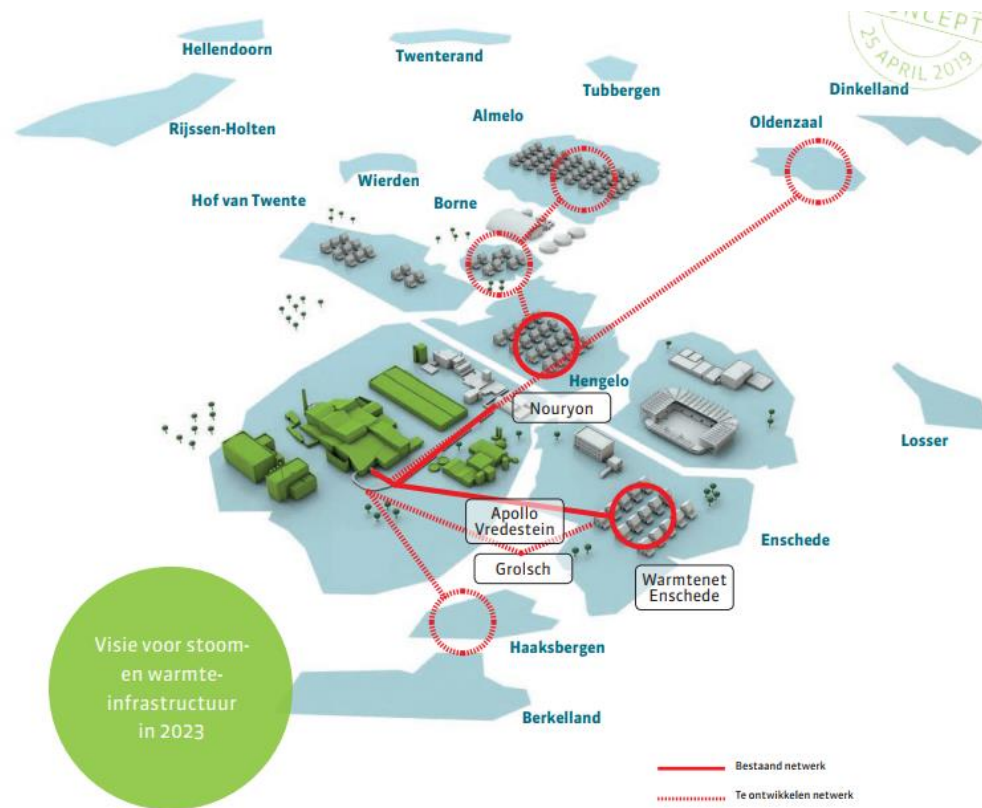 CONCEPT
25 APRIL 2019
Hellendoorn
Twenterand
Tubbergen
Dinkelland
Almelo
Oldenzaal
Rijssen-Holten
Wierden
Hof van Twente
Borne
Hengelo
Nouryon
Losser
Apollo
Vredestein
Enschede
Grolsch
Warmtenet
Enschede
Visie voor stoom-
en warmte-
infrastructuur
in 2023
Haaksbergen
Berkelland
Bestaand netwerk
Te ontwikkelen netwerk